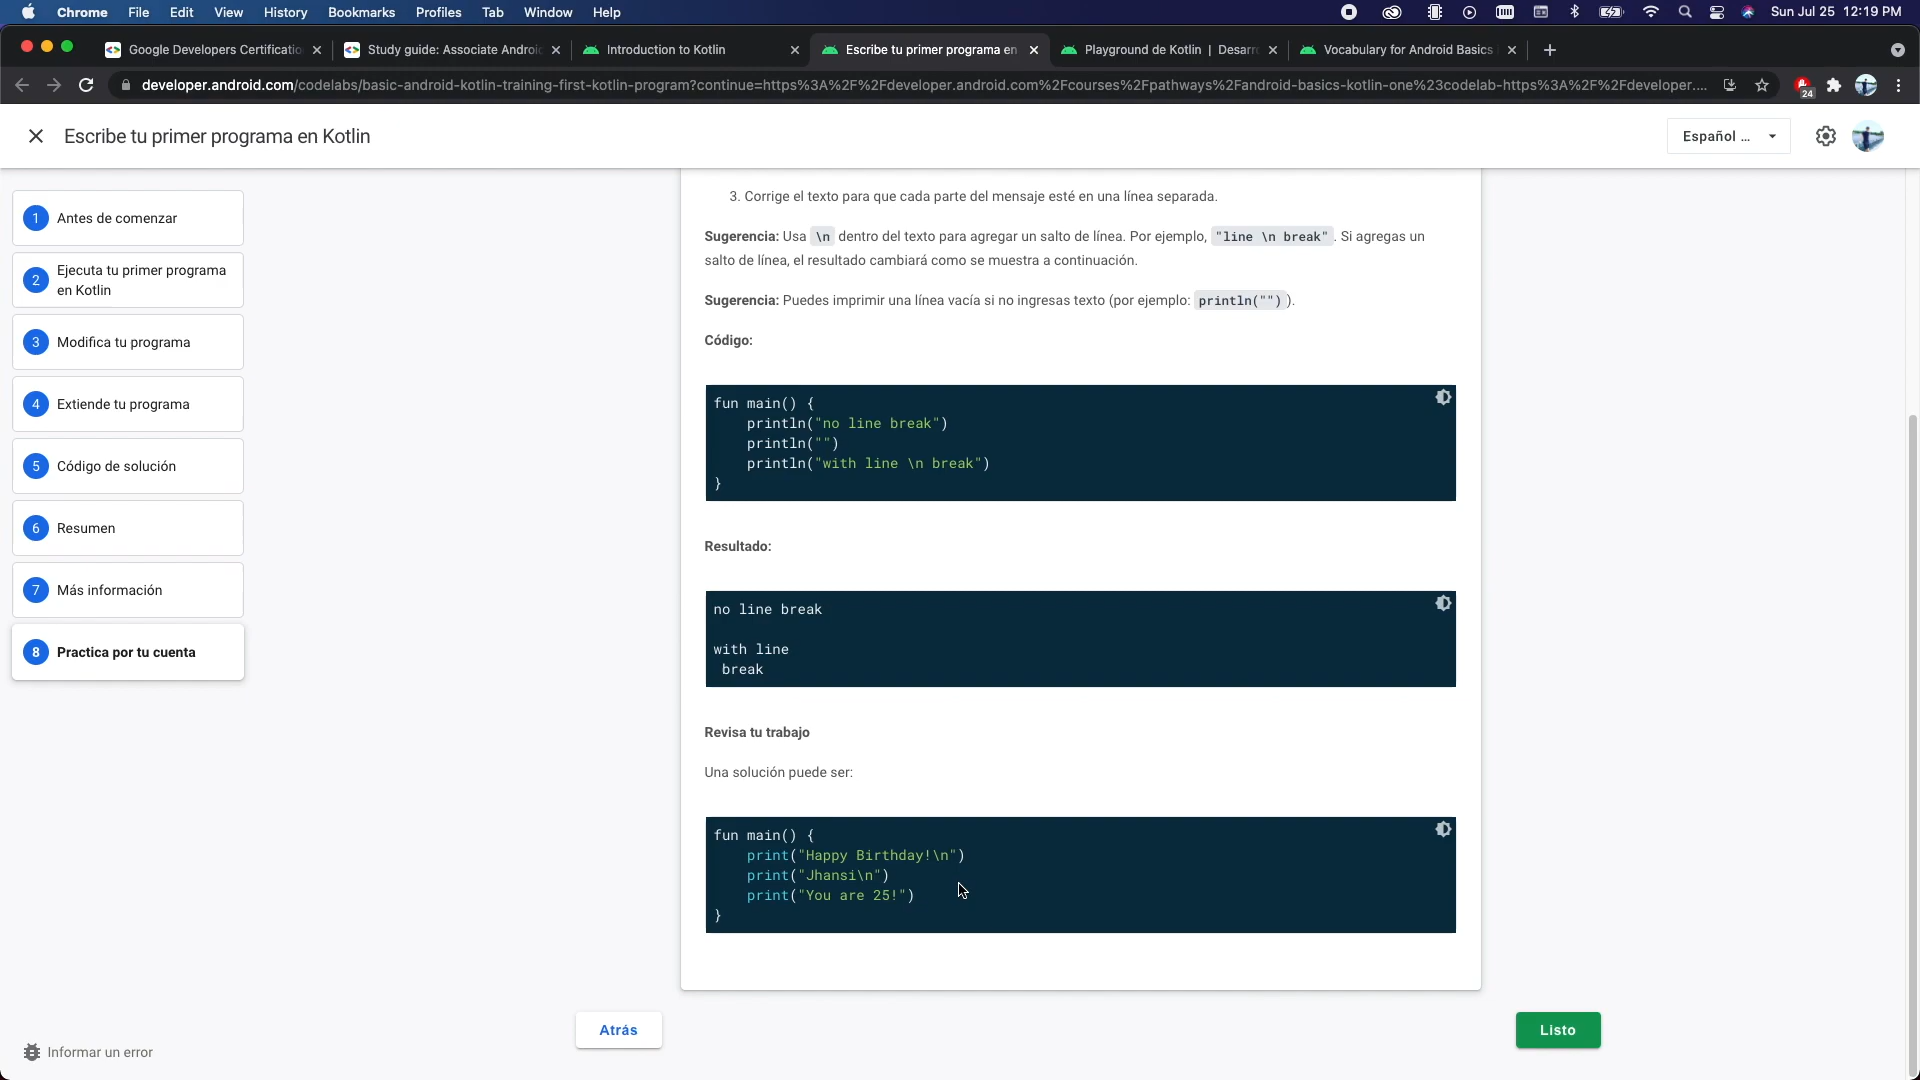 Chrome File Edit View History Bookmarks Profiles Tab Window Help
Sun Jul 25 12:19 PM
Google Developers Certificatio
Study guide: Associate Androi
Introduction to Kotlin
Escribe tu primer programa en
Playground de Kotlin | Desarr
Vocabulary for Android Basics
developer.android.com/codelabs/basic-android-kotlin-training-first-kotlin-program?continue=https%3A%2F%2Fdeveloper.android.com%2Fcourses%2Fpathways%2Fandroid-basics-kotlin-one%23codelab-https%3A%2F%2Fdeveloper....
24
Escribe tu primer programa en Kotlin
Español ...
1 Antes de comenzar
2 Ejecuta tu primer programa
en Kotlin
3 Modifica tu programa
4 Extiende tu programa
5 Código de solución
6 Resumen
7 Más información
8 Practica por tu cuenta
Informar un error
3. Corrige el texto para que cada parte del mensaje esté en una línea separada.
Sugerencia: Usa \n dentro del texto para agregar un salto de línea. Por ejemplo, "line \n break". Si agregas un
salto de línea, el resultado cambiará como se muestra a continuación.
Sugerencia: Puedes imprimir una línea vacía si no ingresas texto (por ejemplo: println("") ).
Código:
fun main() {
println("no line break")
println("")
println("with line \n break")
}
Resultado:
no line break
with line
break
Revisa tu trabajo
Una solución puede ser:
fun main() {
print("Happy Birthday!\n")
print("Jhansi\n")
print("You are 25!")
}
Atrás
Listo